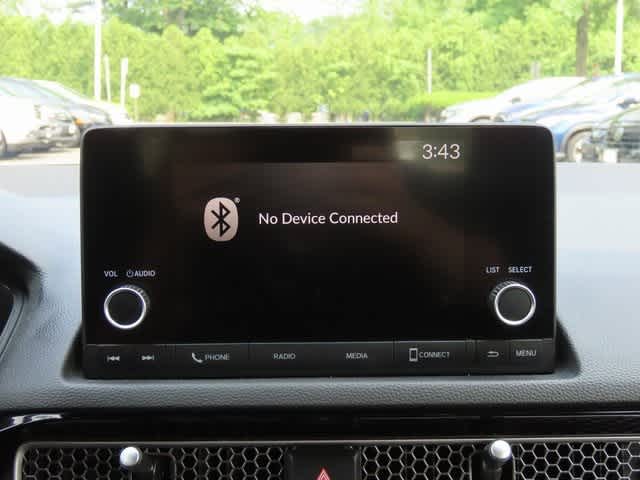 3:43
®
No Device Connected
VOL AUDIO
LIST SELECT
PHONE RADIO MEDIA CONNECT MENU